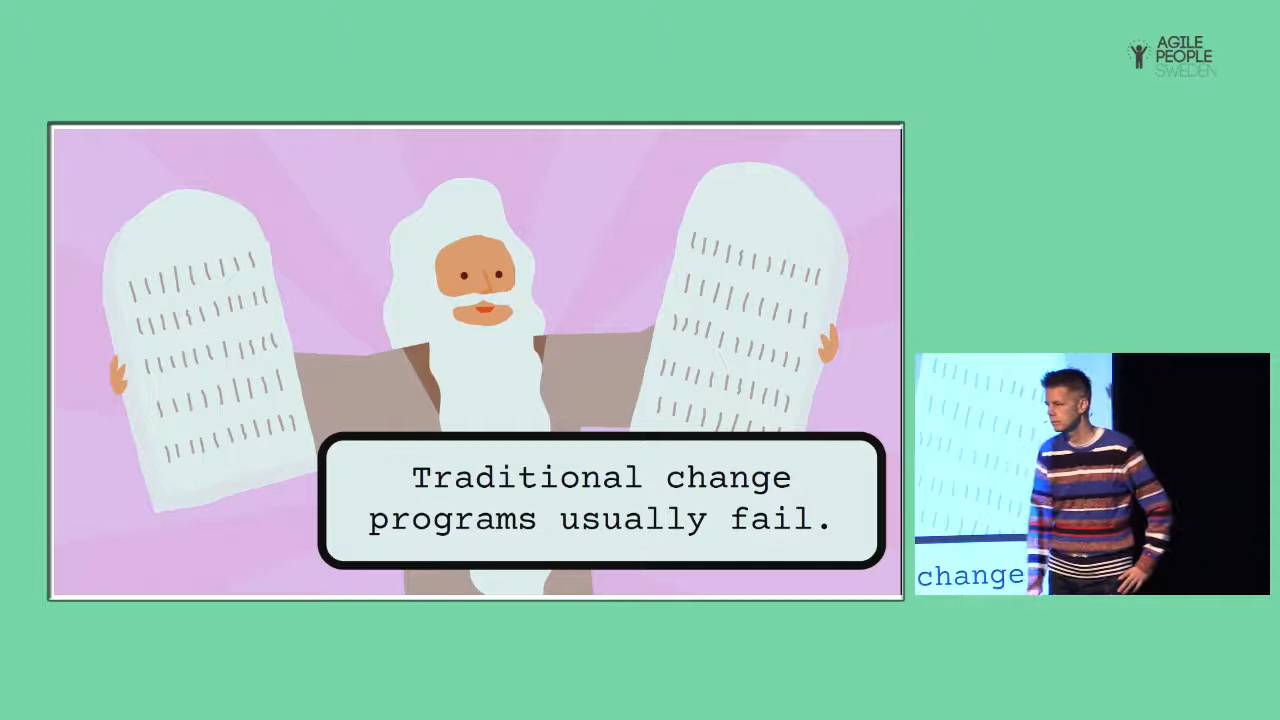 AGILE
PEOPLE
SWEDEN
Traditional change
programs usually fail.
change